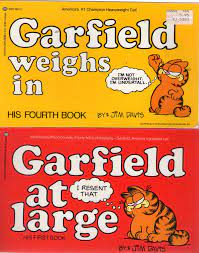 America's #1 Champion Heavyweight Cat!
Garfield
weighs
in
I'M NOT
OVERWEIGHT,
I'M UNDERTALL.
HIS FOURTH BOOK
BY: JIM DAVIS
Garfield
at
large
I RESENT
THAT
HIS FIRST BOOK
BY: JIM DAVIS